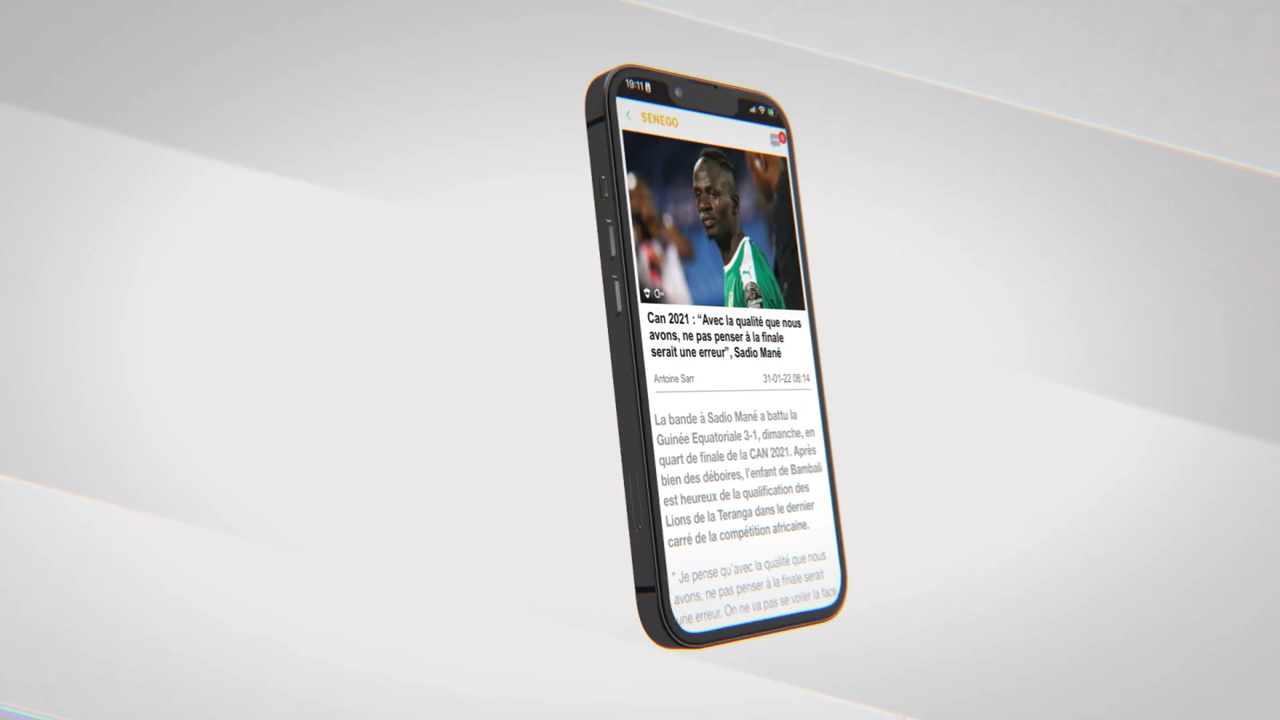 19:11
SENEGO
Can 2021 : “Avec la qualité que nous
avons, ne pas penser à la finale
serait une erreur”, Sadio Mané
Antoine Sarr 31-01-22 08:14
La bande à Sadio Mané a battu la
Guinée Equatoriale 3-1, dimanche, en
quart de finale de la CAN 2021. Après
bien des déboires, l'enfant de Bambali
est heureux de la qualification des
Lions de la Teranga dans le dernier
carré de la compétition africaine.
" Je pense qu'avec la qualité que nous
avons, ne pas penser à la finale serait
une erreur. On ne va pas se voiler la face